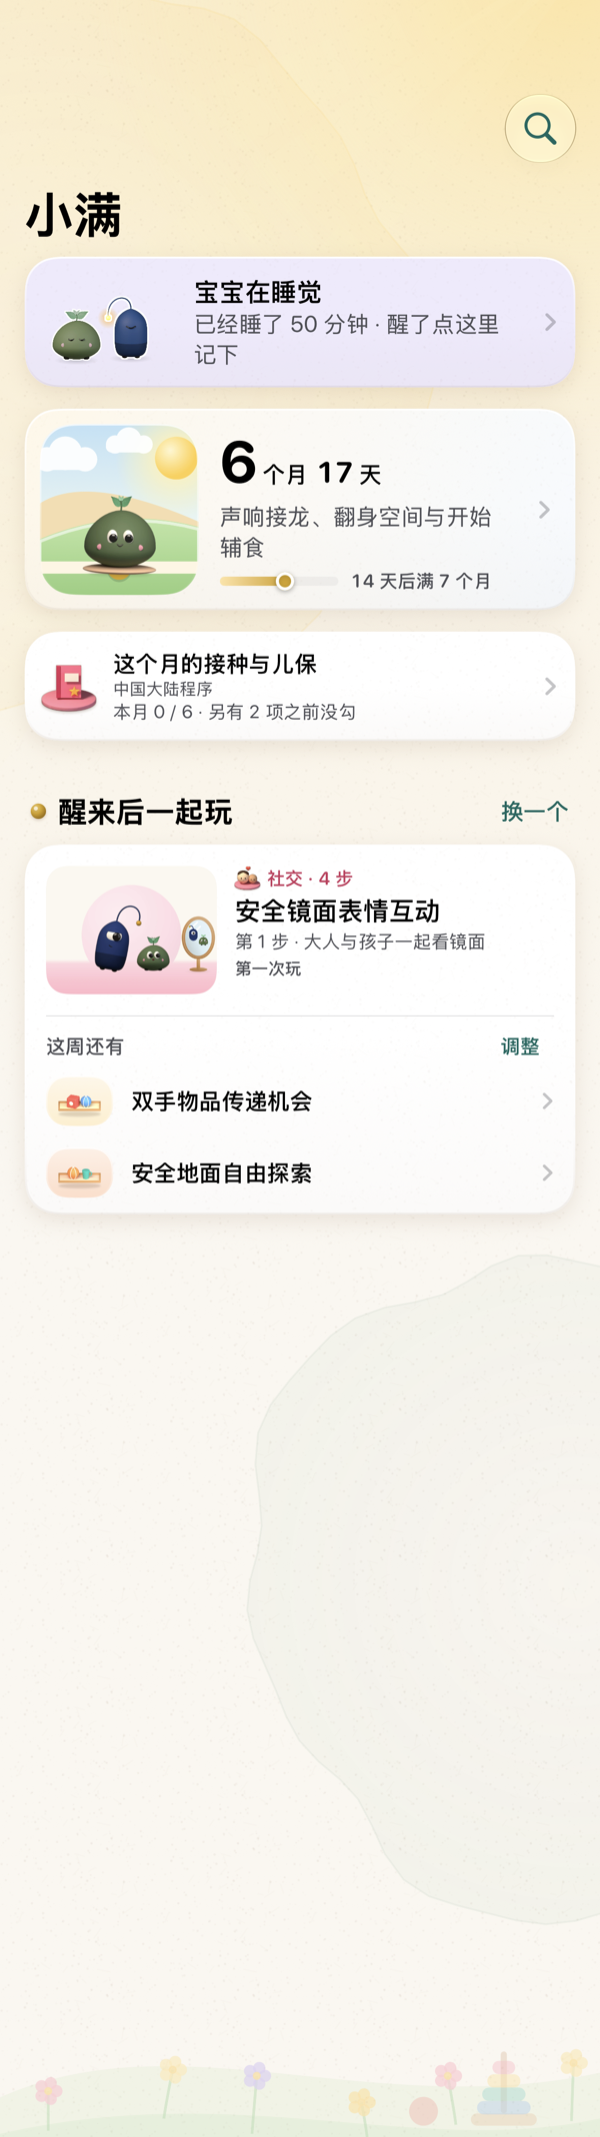 小满
宝宝在睡觉
已经睡了 50 分钟 · 醒了点这里
记下
6 个月 17 天
声响接龙、翻身空间与开始
辅食
14 天后满 7 个月
这个月的接种与儿保
中国大陆程序
本月 0 / 6 · 另有 2 项之前没勾
醒来后一起玩
换一个
社交 · 4 步
安全镜面表情互动
第 1 步 · 大人与孩子一起看镜面
第一次玩
这周还有
调整
双手物品传递机会
安全地面自由探索